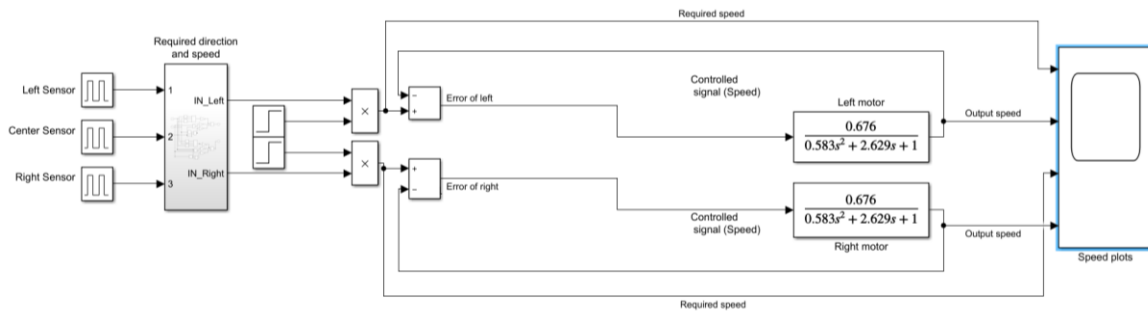 Required speed
Required direction
and speed
Left Sensor
1
IN_Left
Center Sensor
2
Right Sensor
3
IN_Right
×
×
−
+
Error of left
+
−
Error of right
Controlled
signal (Speed)
Left motor
0.676
0.583s² + 2.629s + 1
Output speed
0.676
0.583s² + 2.629s + 1
Right motor
Controlled
signal (Speed)
Output speed
Speed plots
Required speed